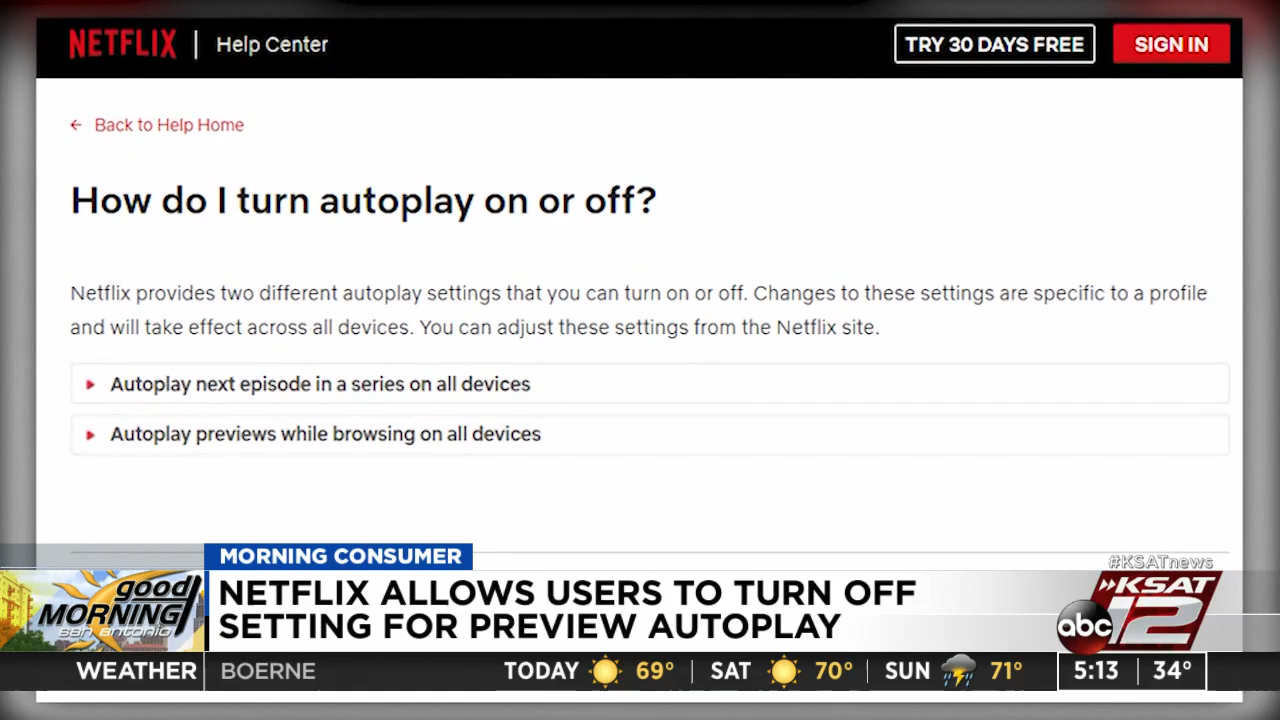 NETFLIX | Help Center
TRY 30 DAYS FREE
SIGN IN
← Back to Help Home
How do I turn autoplay on or off?
Netflix provides two different autoplay settings that you can turn on or off. Changes to these settings are specific to a profile
and will take effect across all devices. You can adjust these settings from the Netflix site.
Autoplay next episode in a series on all devices
Autoplay previews while browsing on all devices
MORNING CONSUMER
#KSATnews
good
MORNING
san antonio
NETFLIX ALLOWS USERS TO TURN OFF
SETTING FOR PREVIEW AUTOPLAY
KSAT
abc 12
WEATHER BOERNE TODAY 69° | SAT 70° | SUN 71° 5:13 34°